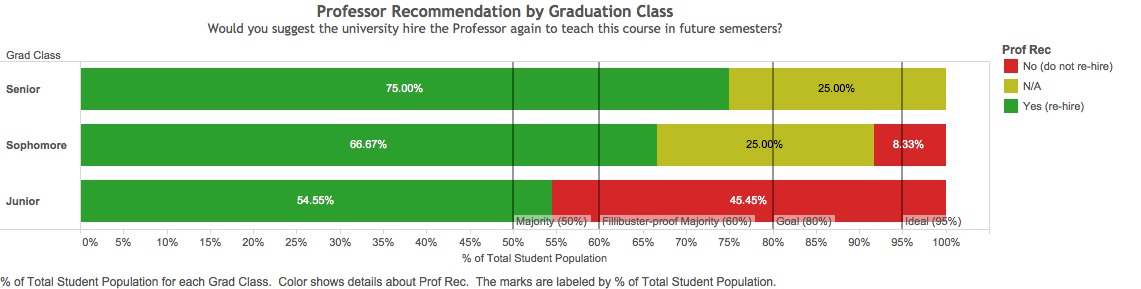 Professor Recommendation by Graduation Class
Would you suggest the university hire the Professor again to teach this course in future semesters?
Grad Class
Prof Rec
No (do not re-hire)
N/A
Yes (re-hire)
Senior
75.00%
25.00%
Sophomore
66.67%
25.00%
8.33%
Junior
54.55%
45.45%
Majority (50%)
Fillibuster-proof Majority (60%)
Goal (80%)
Ideal (95%)
0% 5% 10% 15% 20% 25% 30% 35% 40% 45% 50% 55% 60% 65% 70% 75% 80% 85% 90% 95% 100%
% of Total Student Population
% of Total Student Population for each Grad Class. Color shows details about Prof Rec. The marks are labeled by % of Total Student Population.